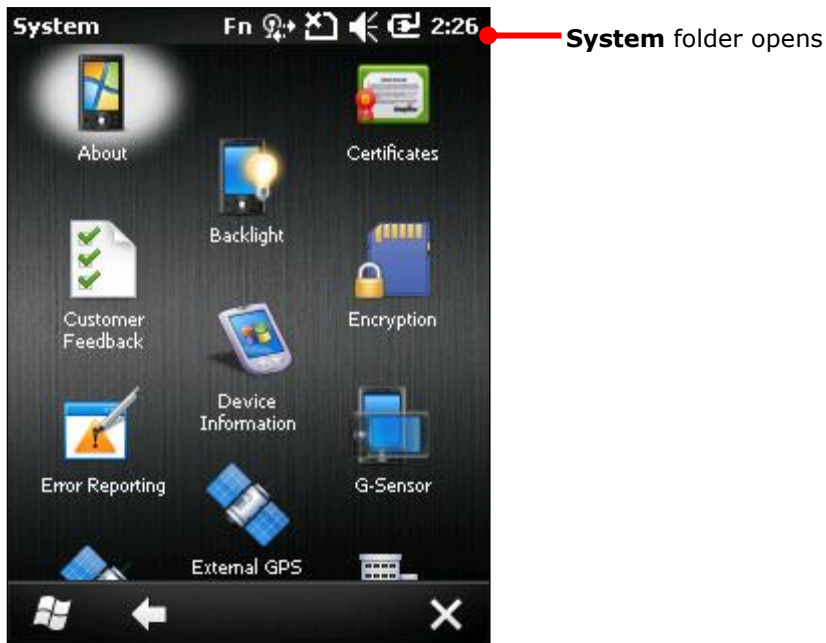 System Fn 2:26
System folder opens
About
Certificates
Backlight
Customer
Feedback
Encryption
Device
Information
Error Reporting
G-Sensor
External GPS